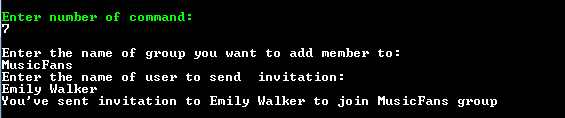 Enter number of command:
7
Enter the name of group you want to add member to:
MusicFans
Enter the name of user to send  invitation:
Emily Walker
You've sent invitation to Emily Walker to join MusicFans group